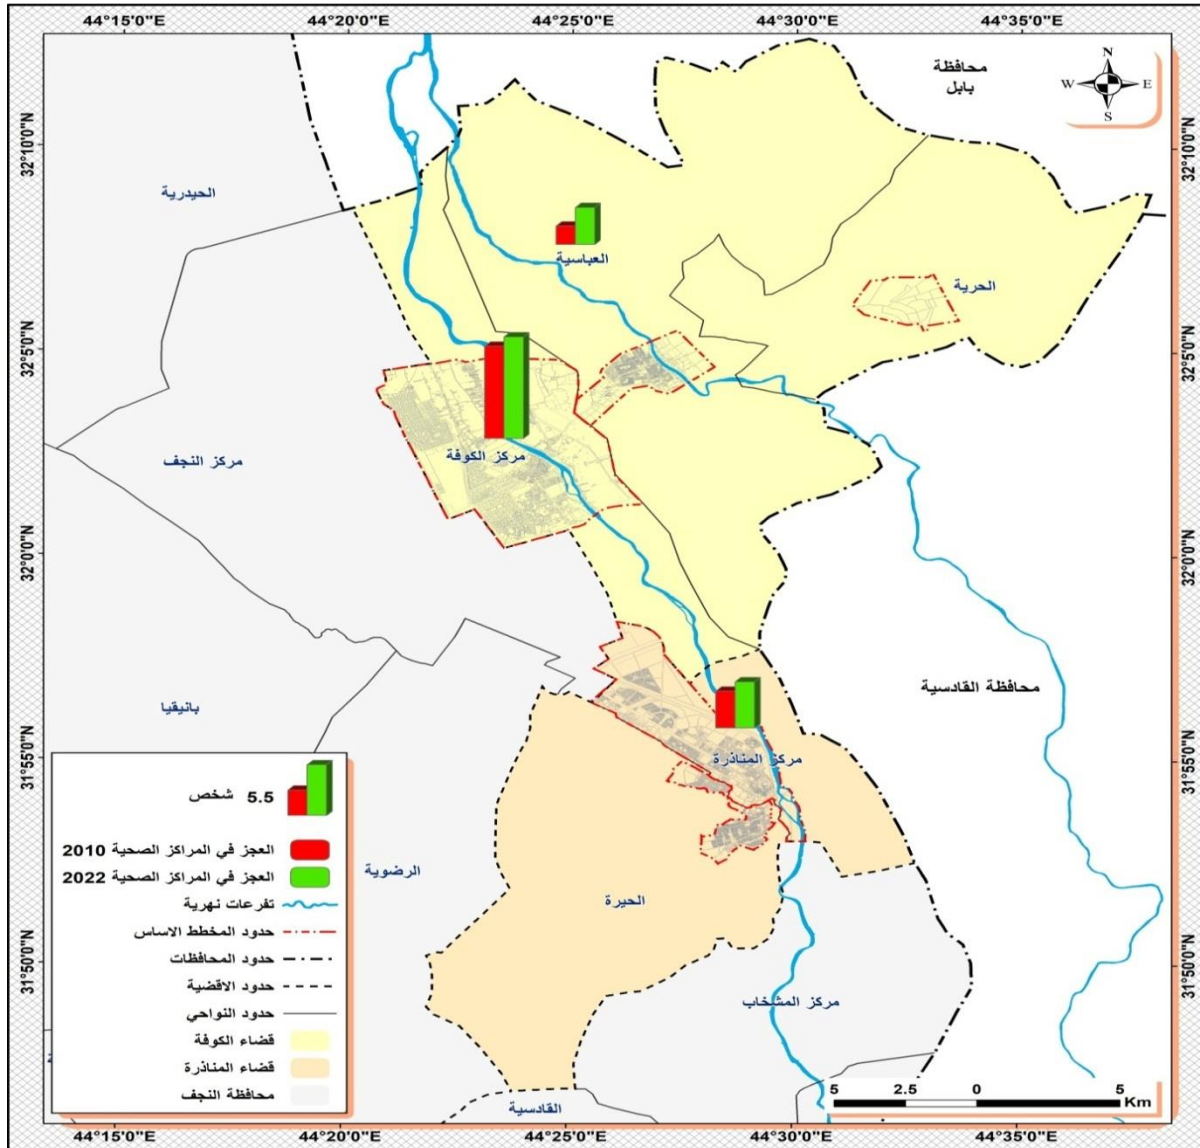 44°15'0"E 44°20'0"E 44°25'0"E 44°30'0"E 44°35'0"E
محافظة
بابل
N
W E
S
32°10'0"N 32°10'0"N
الحيدرية
العباسية
الحرية
32°5'0"N 32°5'0"N
مركز الكوفة
مركز النجف
32°0'0"N 32°0'0"N
محافظة القادسية
بانيقيا
مركز المناذرة
31°55'0"N 31°55'0"N
5.5 شخص
العجز في المراكز الصحية 2010
العجز في المراكز الصحية 2022
تفرعات نهرية
حدود المخطط الاساس
حدود المحافظات
حدود الاقضية
حدود النواحي
قضاء الكوفة
قضاء المناذرة
محافظة النجف
الرضوية
الحيرة
31°50'0"N 31°50'0"N
مركز المشخاب
القادسية
5 2.5 0 5
Km
44°15'0"E 44°20'0"E 44°25'0"E 44°30'0"E 44°35'0"E